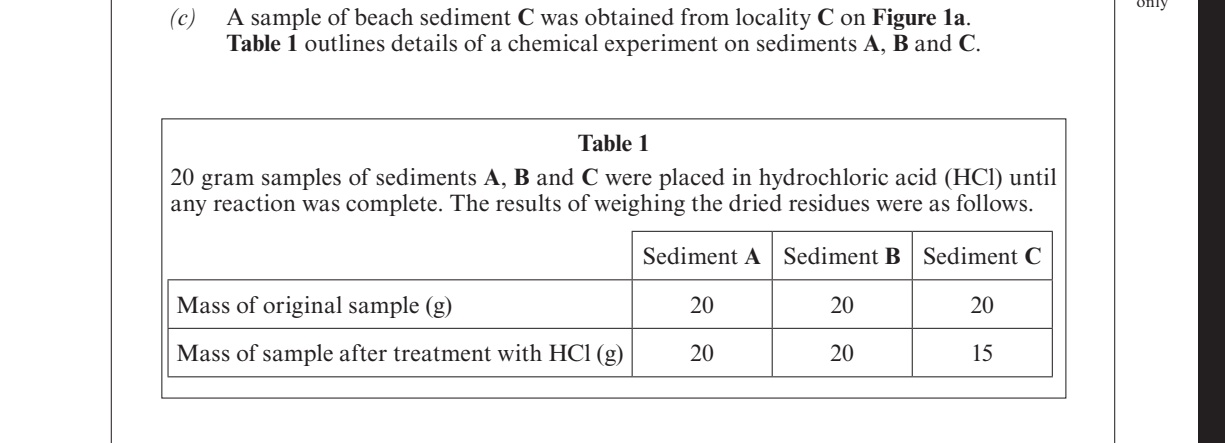 only
(c) A sample of beach sediment C was obtained from locality C on Figure 1a.
Table 1 outlines details of a chemical experiment on sediments A, B and C.
Table 1
20 gram samples of sediments A, B and C were placed in hydrochloric acid (HCl) until
any reaction was complete. The results of weighing the dried residues were as follows.
Sediment A Sediment B Sediment C
Mass of original sample (g) 20 20 20
Mass of sample after treatment with HCl (g) 20 20 15